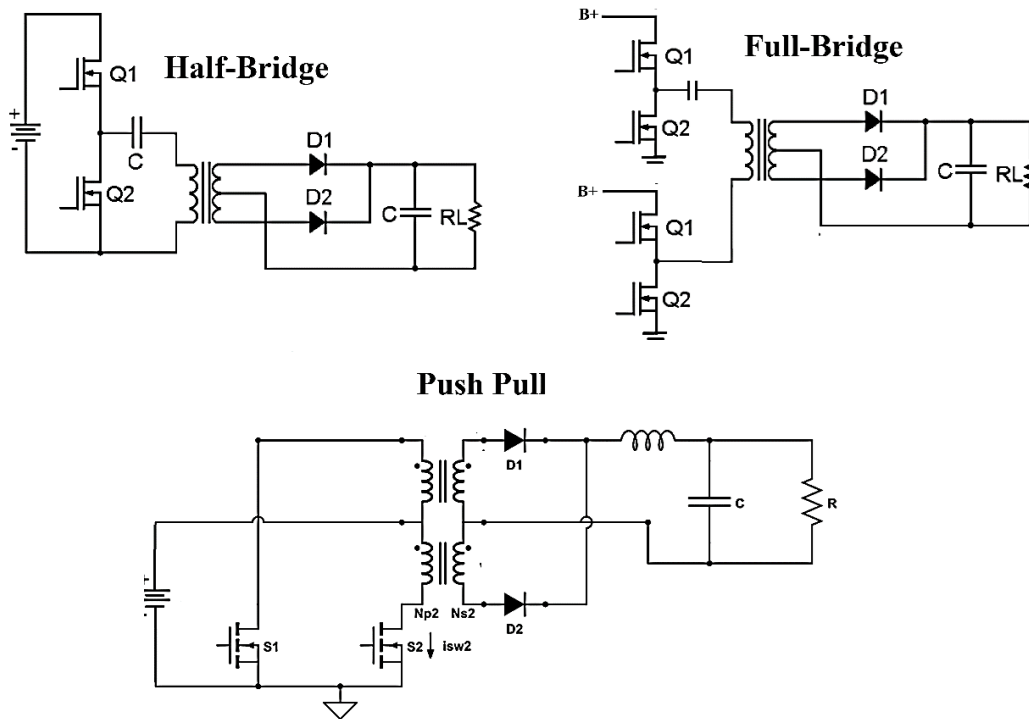 Half-Bridge
+
-
Q1
Q2
C
D1
D2
C
RL
Full-Bridge
B+
Q1
Q2
B+
Q1
Q2
D1
D2
C
RL
Push Pull
+
-
S1
S2
isw2
Np2
Ns2
D1
D2
C
R